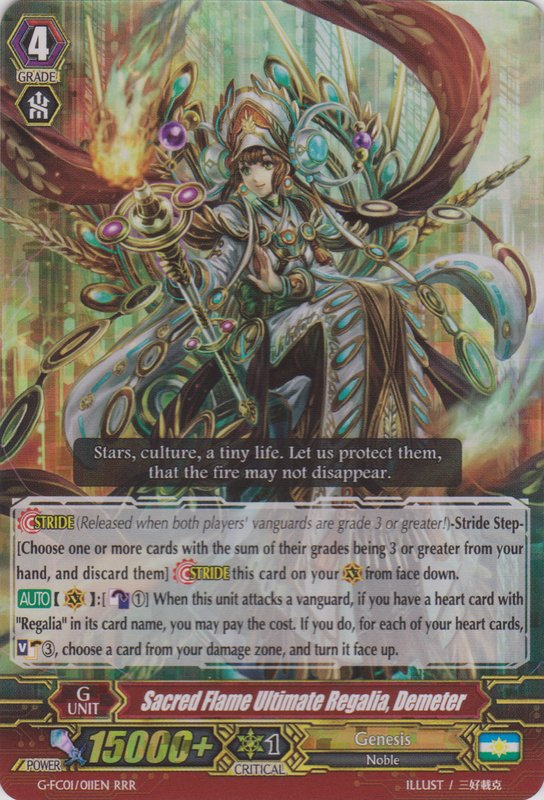 4
GRADE
Stars, culture, a tiny life. Let us protect them,
that the fire may not disappear.
STRIDE (Released when both players' vanguards are grade 3 or greater!)-Stride Step-
[Choose one or more cards with the sum of their grades being 3 or greater from
your hand, and discard them] STRIDE this card on your from face down.
AUTO [ ]:[ ①] When this unit attacks a vanguard, if you have a heart card with
"Regalia" in its card name, you may pay the cost. If you do, for each of your heart cards,
V ③, choose a card from your damage zone, and turn it face up.
G
UNIT
Sacred Flame Ultimate Regalia, Demeter
POWER
15000+
1
CRITICAL
Genesis
Noble
G-FC01/011EN RRR
ILLUST / 三好載克